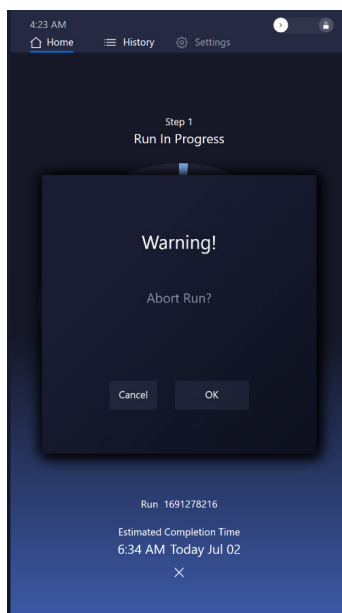 4:23 AM
Home History Settings
Step 1
Run In Progress
Warning!
Abort Run?
Cancel OK
Run 1691278216
Estimated Completion Time
6:34 AM Today Jul 02